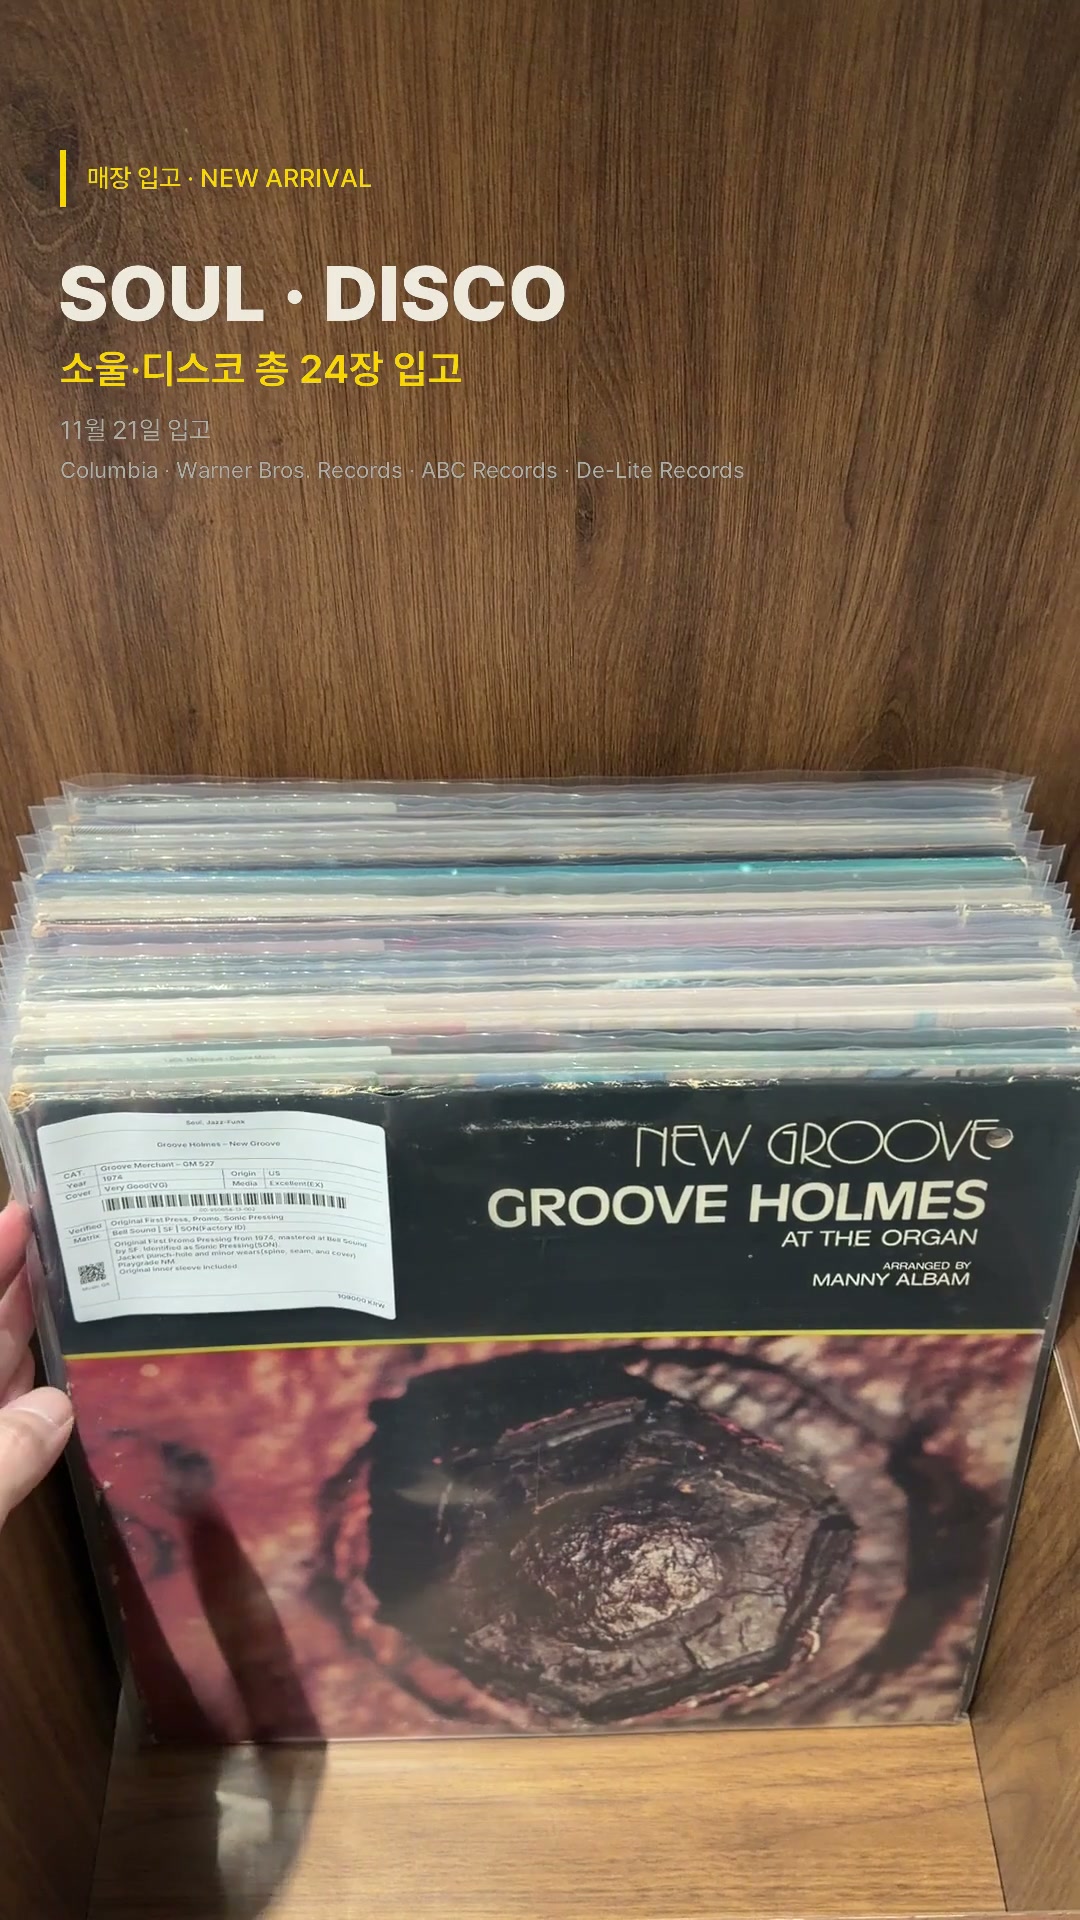 매장 입고 · NEW ARRIVAL
SOUL · DISCO
소울·디스코 총 24장 입고
11월 21일 입고
Columbia · Warner Bros. Records · ABC Records · De-Lite Records
Soul, Jazz-Funk
Groove Holmes – New Groove
CAT. Groove Merchant – GM 527
Year 1974 Origin US
Cover Very Good(VG) Media Excellent(EX)
Verified Original First Press, Promo, Sonic Pressing
Matrix Bell Sound | SF | SON(Factory ID)
Original First Promo Pressing from 1974, mastered at Bell Sound
by SF. Identified as Sonic Pressing(SON).
Jacket punch-hole and minor wears(spine, seam, and cover)
Playgrade NM.
Original inner sleeve included
NEW GROOVE
GROOVE HOLMES
AT THE ORGAN
ARRANGED BY
MANNY ALBAM